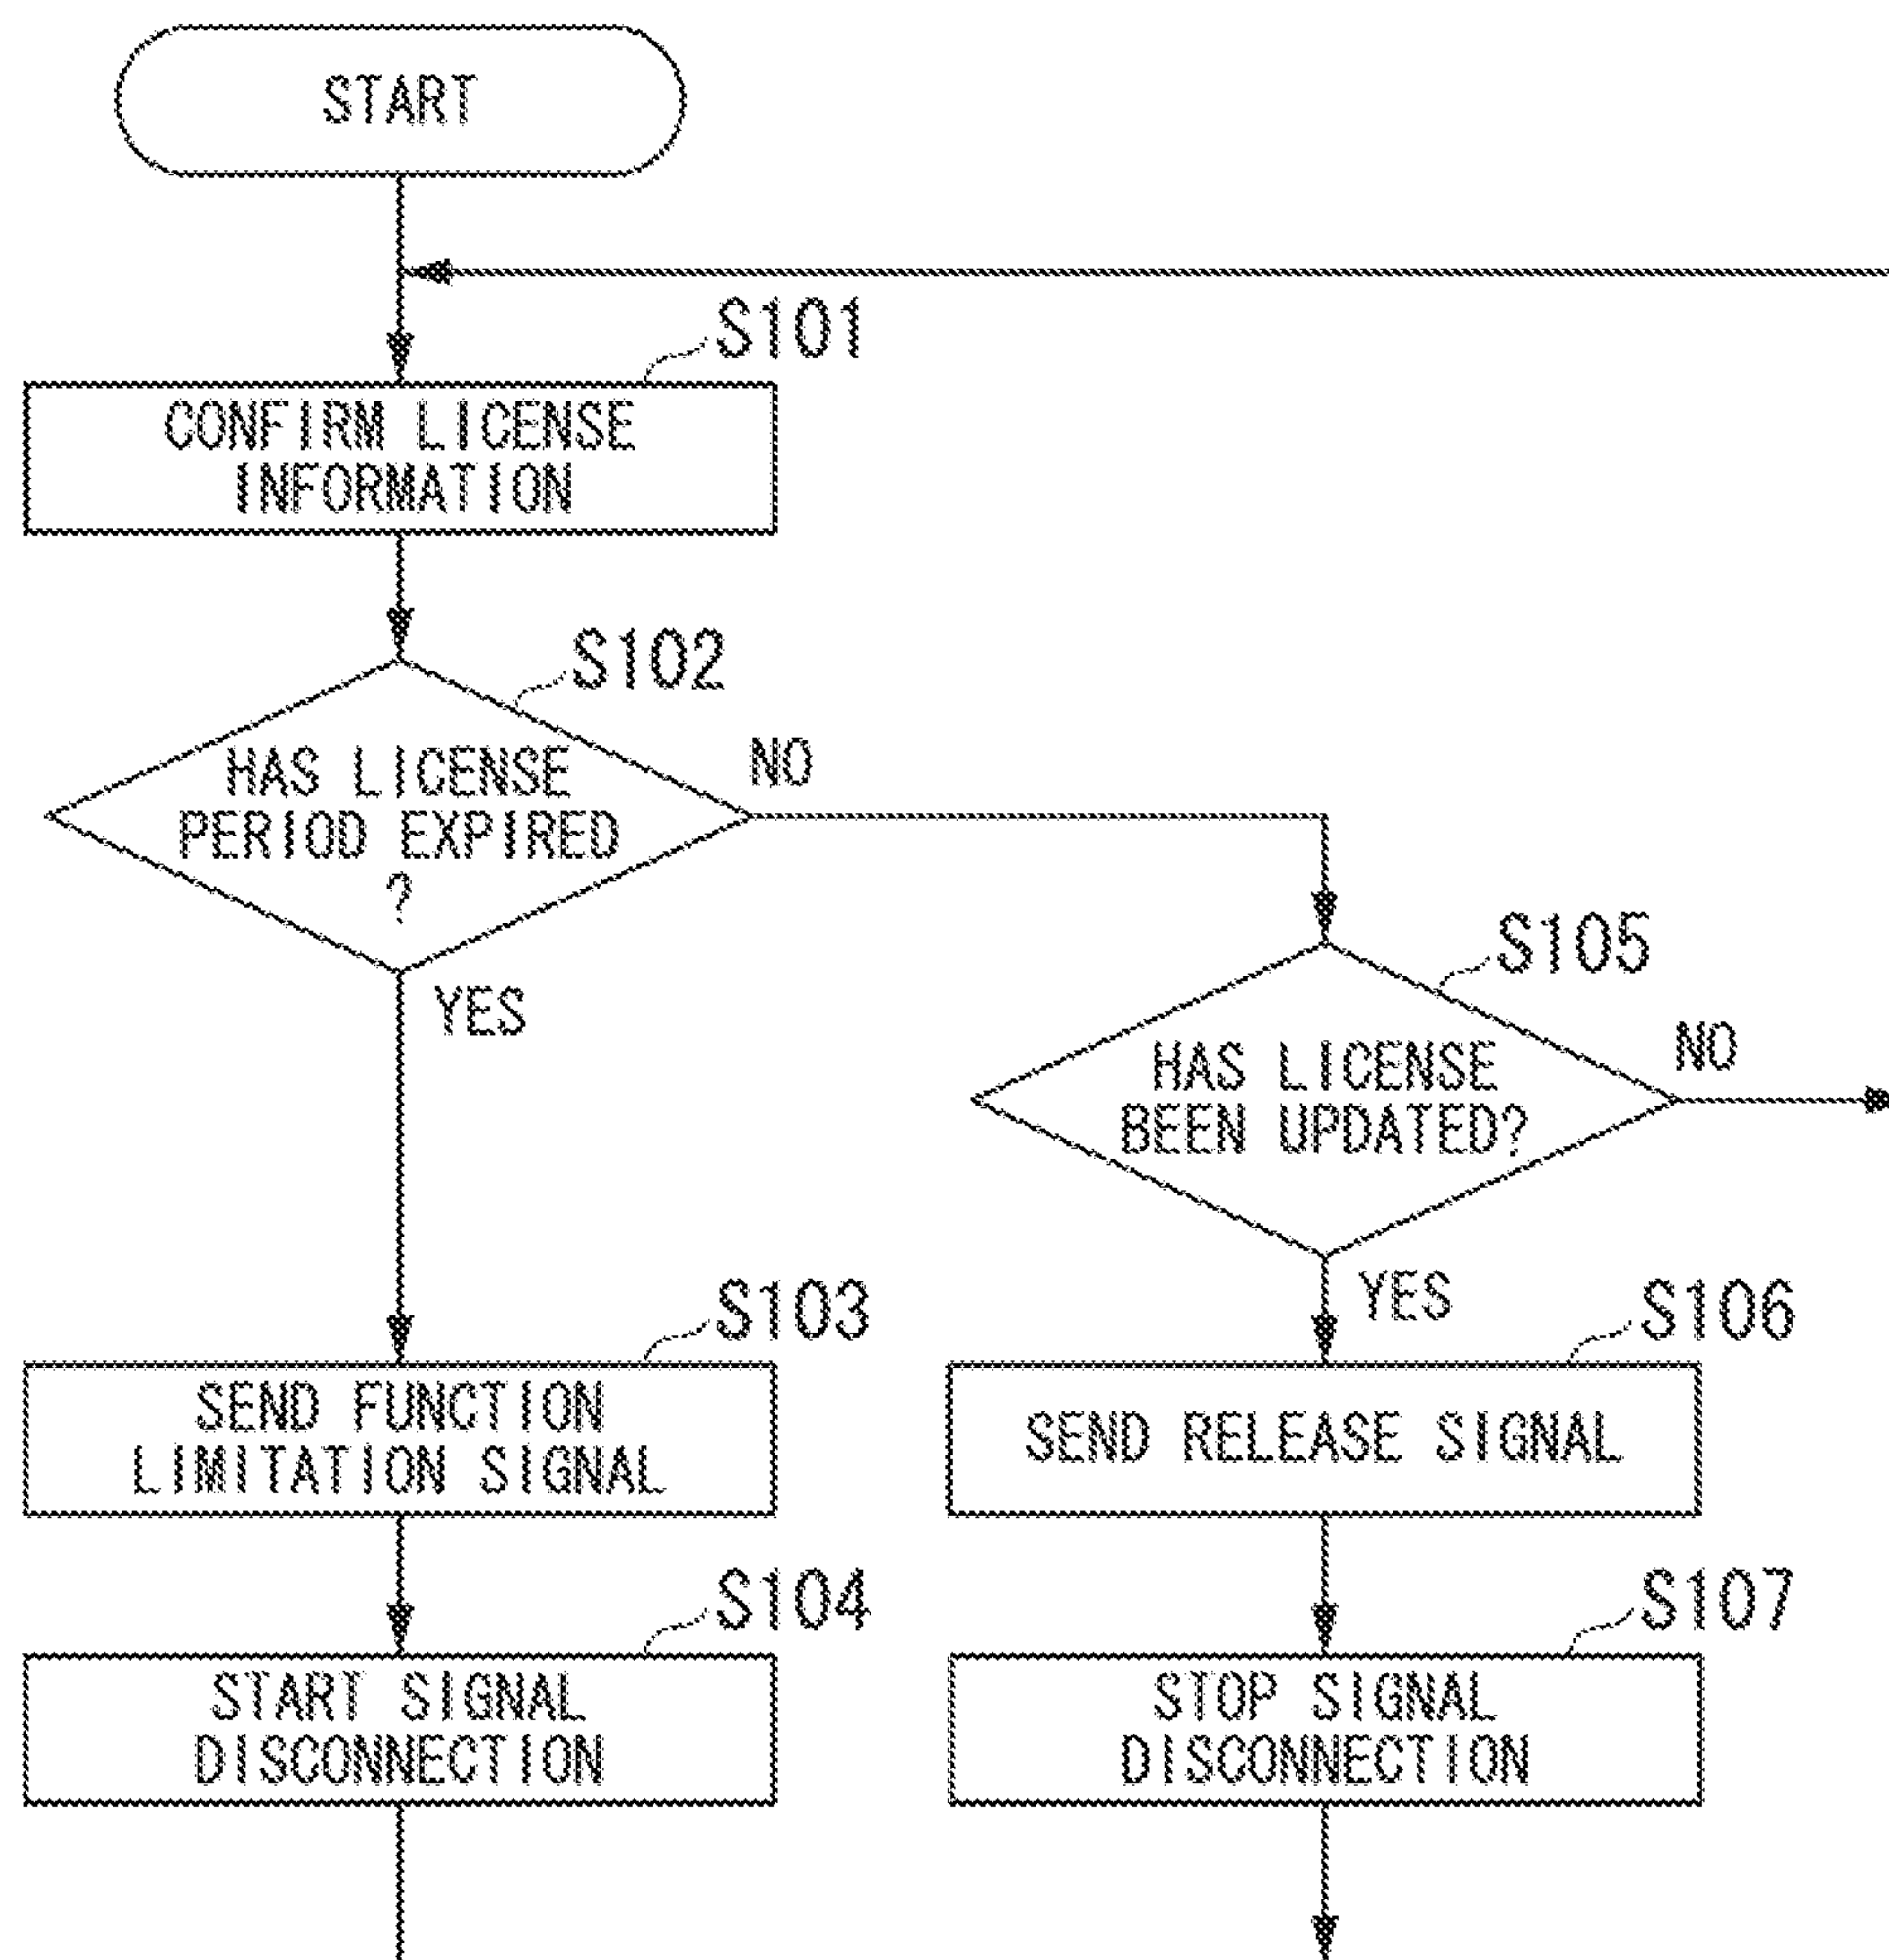 START
S101
CONFIRM LICENSE
INFORMATION
S102
HAS LICENSE
PERIOD EXPIRED
?
NO
YES
S105
HAS LICENSE
BEEN UPDATED?
NO
YES
S103
SEND FUNCTION
LIMITATION SIGNAL
S106
SEND RELEASE SIGNAL
S104
START SIGNAL
DISCONNECTION
S107
STOP SIGNAL
DISCONNECTION